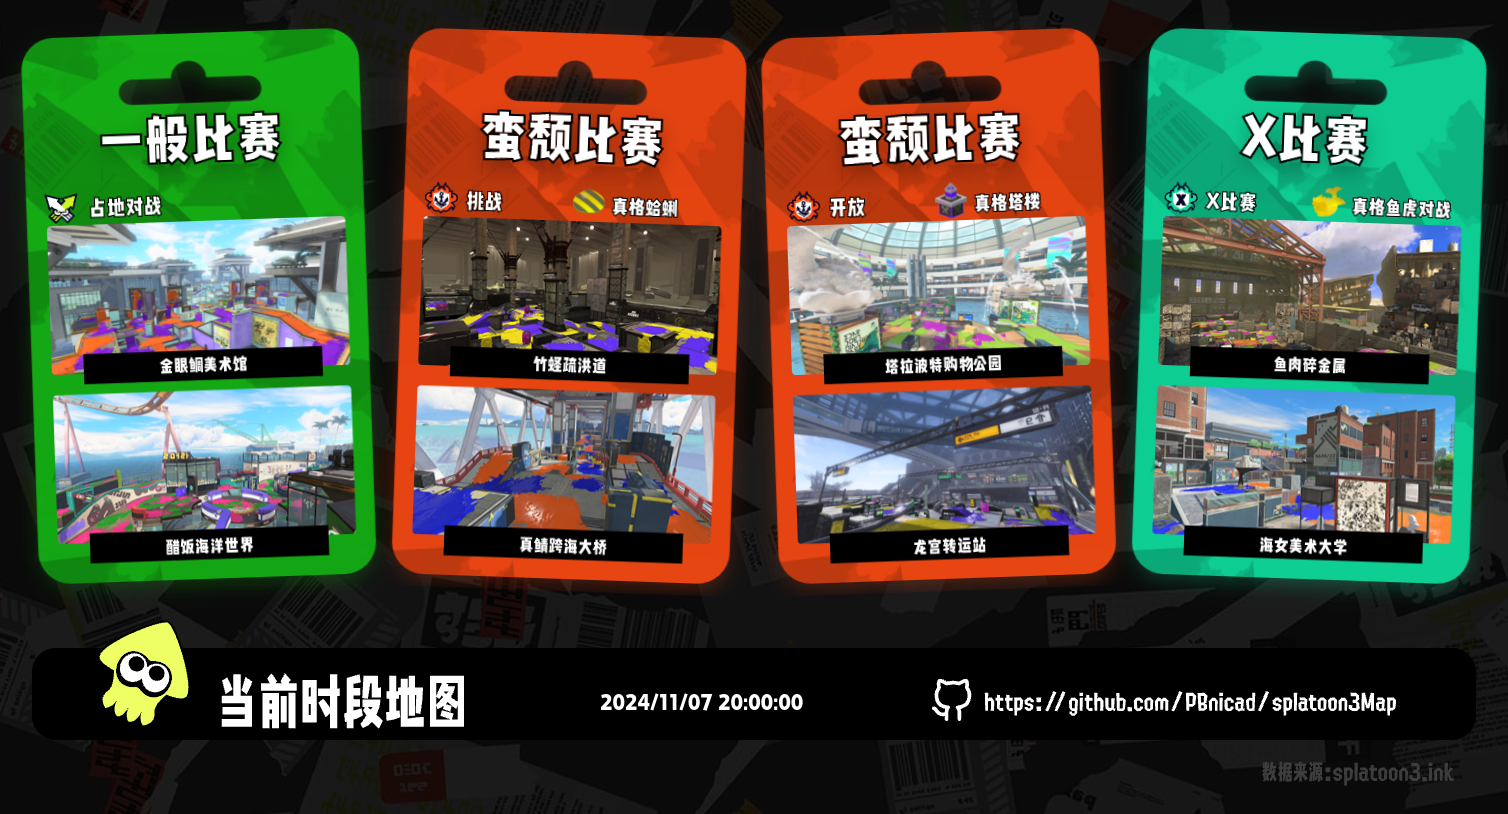 一般比赛
占地对战
金眼鲷美术馆
醋饭海洋世界
蛮颓比赛
挑战
真格蛤蜊
竹蛏疏洪道
真鲭跨海大桥
蛮颓比赛
开放
真格塔楼
塔拉波特购物公园
龙宫转运站
X比赛
X比赛
真格鱼虎对战
鱼肉碎金属
海女美术大学
当前时段地图
2024/11/07 20:00:00
https://github.com/PBnicad/splatoon3Map
数据来源:splatoon3.ink